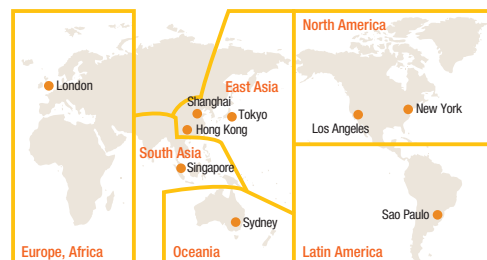 North America
London
East Asia
Shanghai
Tokyo
New York
Los Angeles
Hong Kong
South Asia
Singapore
Sao Paulo
Sydney
Europe, Africa
Oceania
Latin America